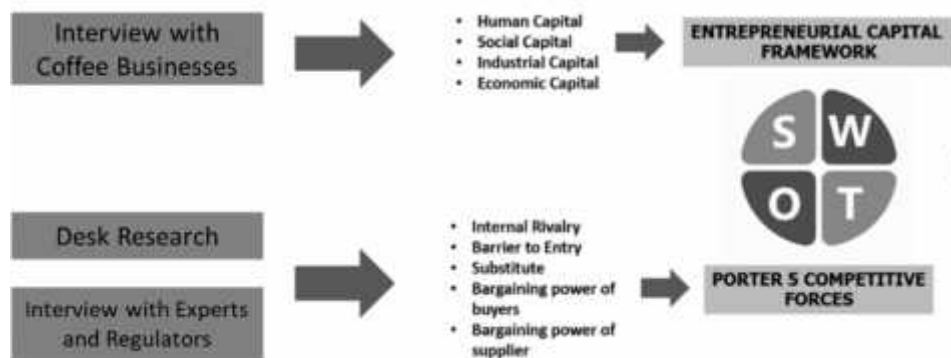 Interview with
Coffee Businesses
• Human Capital
• Social Capital
• Industrial Capital
• Economic Capital
ENTREPRENEURIAL CAPITAL
FRAMEWORK
S W
O T
Desk Research
Interview with Experts
and Regulators
• Internal Rivalry
• Barrier to Entry
• Substitute
• Bargaining power of
buyers
• Bargaining power of
supplier
PORTER 5 COMPETITIVE
FORCES